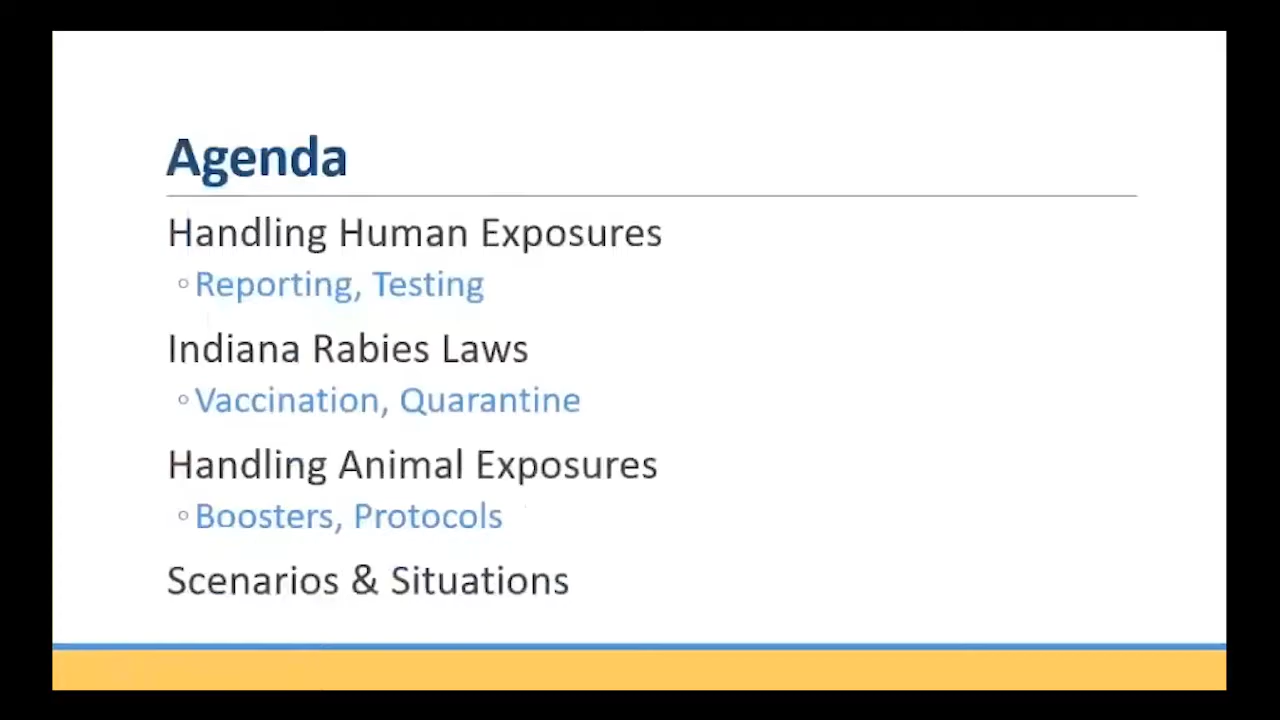 Agenda
Handling Human Exposures
◦Reporting, Testing
Indiana Rabies Laws
◦Vaccination, Quarantine
Handling Animal Exposures
◦Boosters, Protocols
Scenarios & Situations